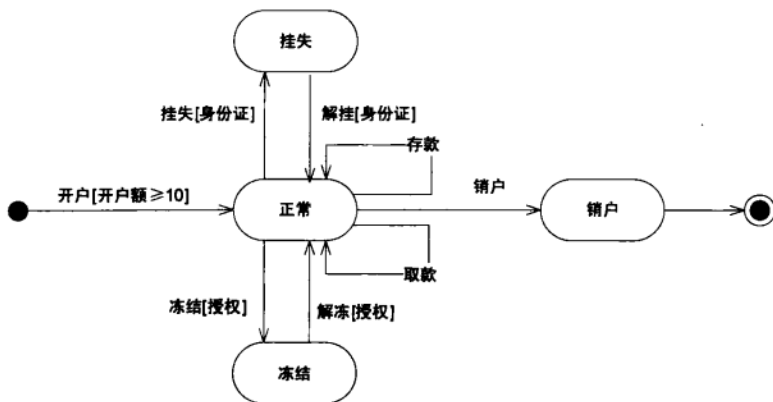 挂失
挂失[身份证]
解挂[身份证]
存款
开户[开户额≥10]
正常
销户
销户
取款
冻结[授权]
解冻[授权]
冻结